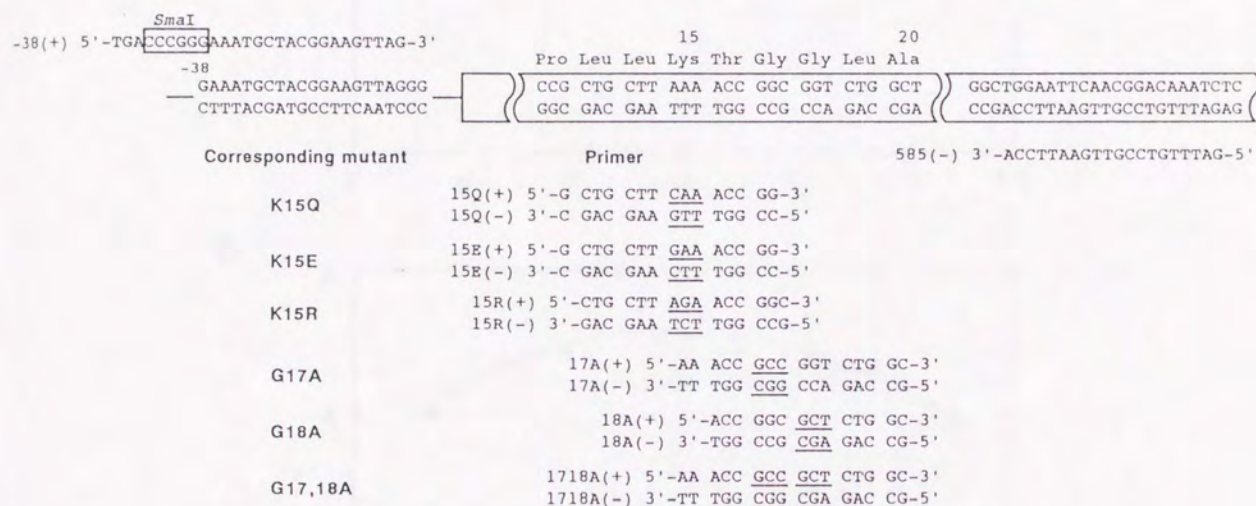 SmaI
-38(+) 5'-TGACCCGGGAAATGCTACGGAAGTTAG-3'
15 20
-38 Pro Leu Leu Lys Thr Gly Gly Leu Ala
GAAATGCTACGGAAGTTAGGG CCG CTG CTT AAA ACC GGC GGT CTG GCT GGCTGGAATTCAACGGACAAATCTC
CTTTACGATGCCTTCAATCCC GGC GAC GAA TTT TGG CCG CCA GAC CGA CCGACCTTAAGTTGCCTGTTTAGAG
Corresponding mutant Primer 585(-) 3'-ACCTTAAGTTGCCTGTTTAG-5'
15Q(+) 5'-G CTG CTT CAA ACC GG-3'
K15Q
15Q(-) 3'-C GAC GAA GTT TGG CC-5'
15E(+) 5'-G CTG CTT GAA ACC GG-3'
K15E
15E(-) 3'-C GAC GAA CTT TGG CC-5'
15R(+) 5'-CTG CTT AGA ACC GGC-3'
K15R
15R(-) 3'-GAC GAA TCT TGG CCG-5'
17A(+) 5'-AA ACC GCC GGT CTG GC-3'
G17A
17A(-) 3'-TT TGG CGG CCA GAC CG-5'
18A(+) 5'-ACC GGC GCT CTG GC-3'
G18A
18A(-) 3'-TGG CCG CGA GAC CG-5'
1718A(+) 5'-AA ACC GCC GCT CTG GC-3'
G17,18A
1718A(-) 3'-TT TGG CGG CGA GAC CG-5'